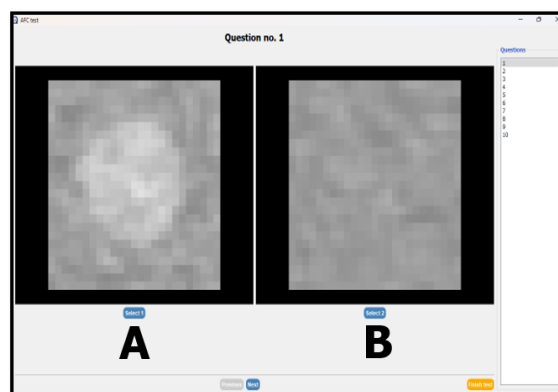 AFC test
Question no. 1
Questions
1
2
3
4
5
6
7
8
9
10
Select 1
Select 2
A
B
Previous
Next
Finish test